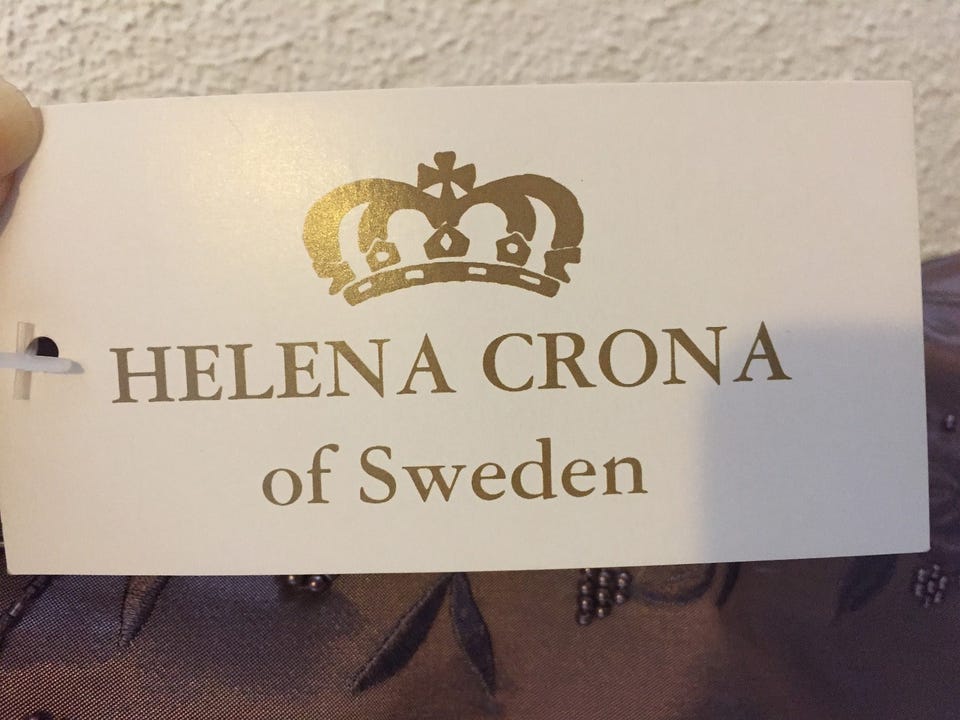 HELENA CRONA
of Sweden